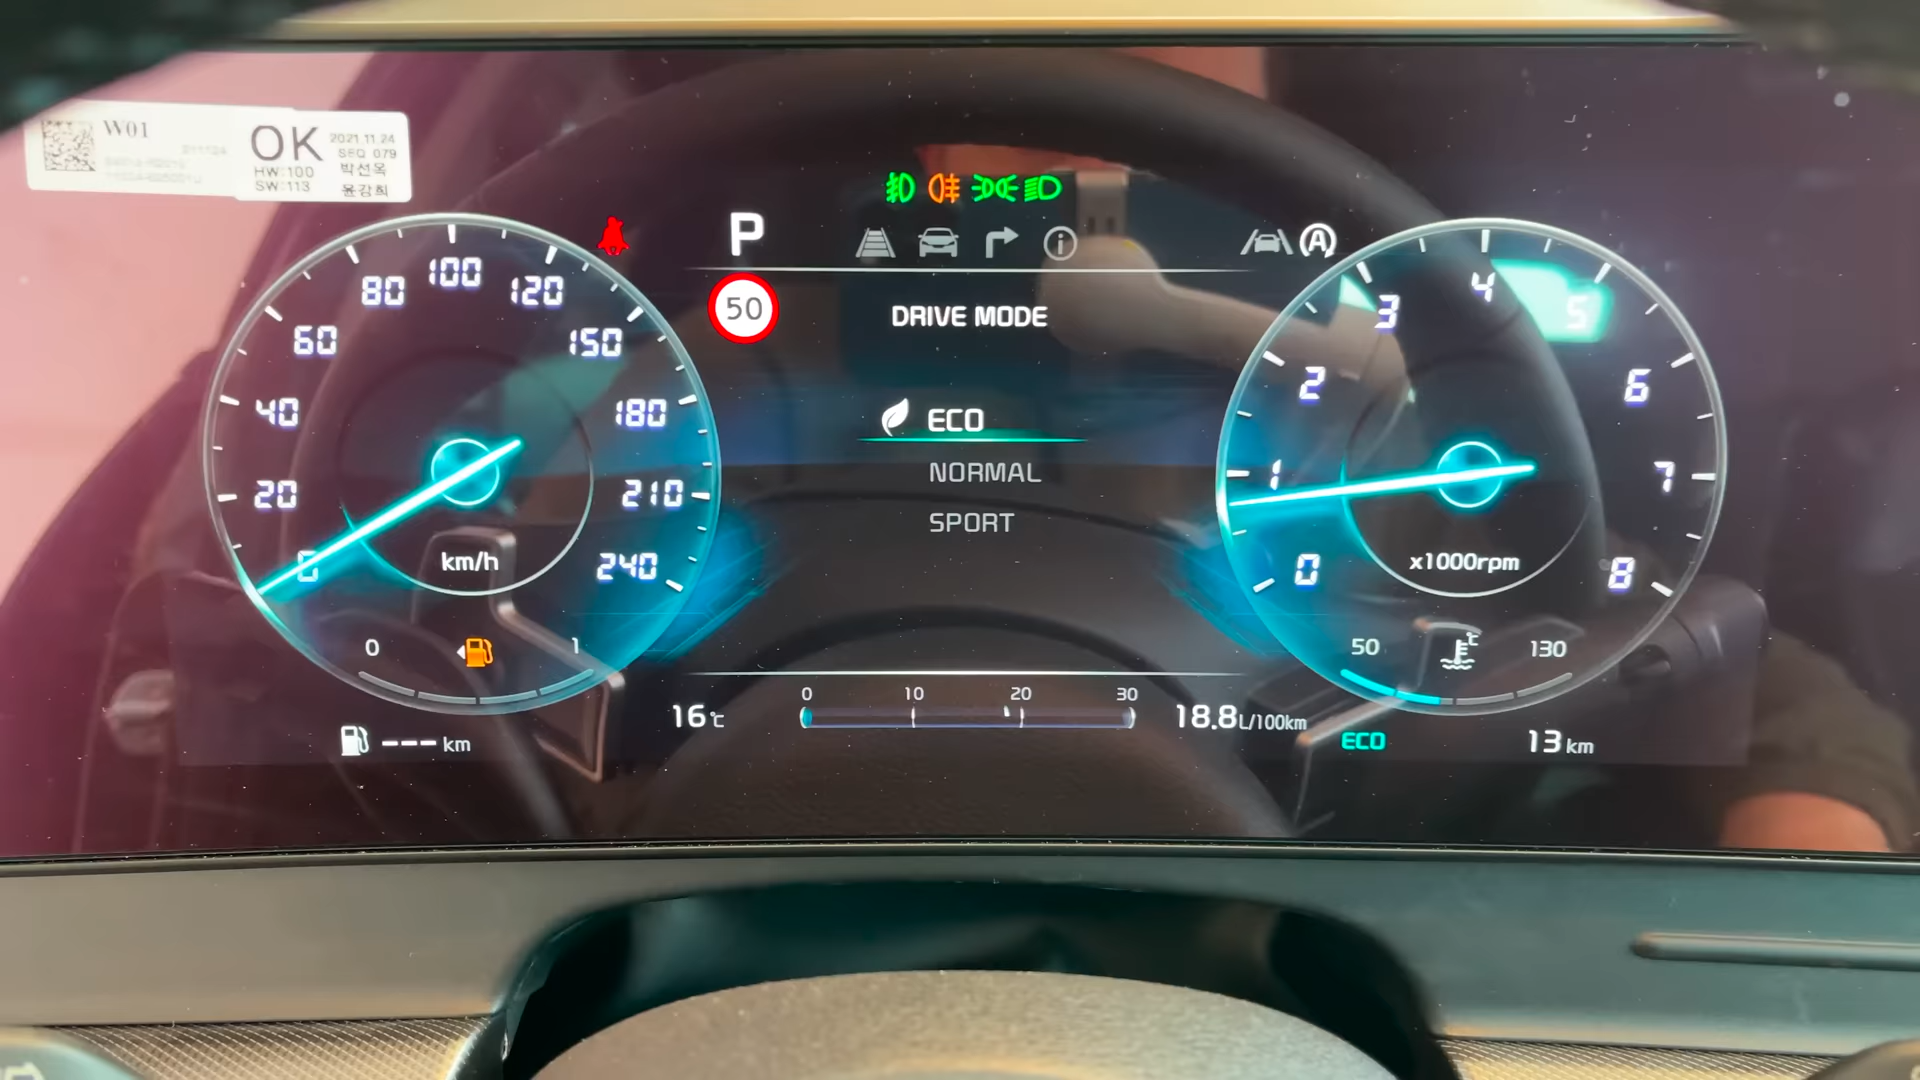 W01
OK
2021.11.24
SEQ 079
HW:100
박선옥
SW:113
윤강희
P
50
DRIVE MODE
ECO
NORMAL
SPORT
0
20
40
60
80
100
120
150
180
210
240
km/h
0
1
--- km
16℃
0 10 20 30
18.8L/100km
0
1
2
3
4
5
6
7
8
x1000rpm
50
130
ECO
13 km